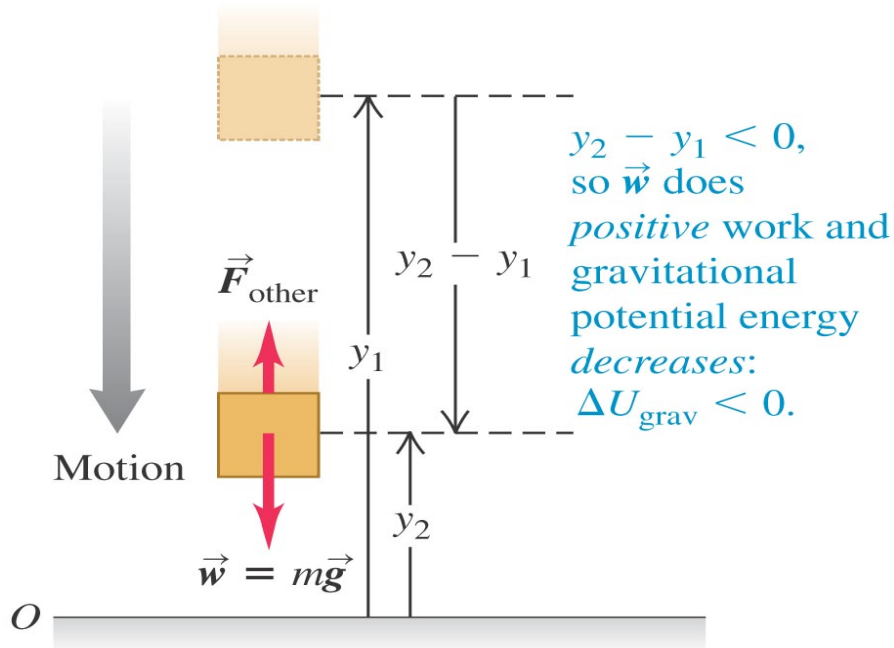 y₂ − y₁ < 0,
so w⃗ does
positive work and
gravitational
potential energy
decreases:
ΔU_grav < 0.
y₂ − y₁
F⃗_other
y₁
Motion
y₂
w⃗ = mg⃗
O